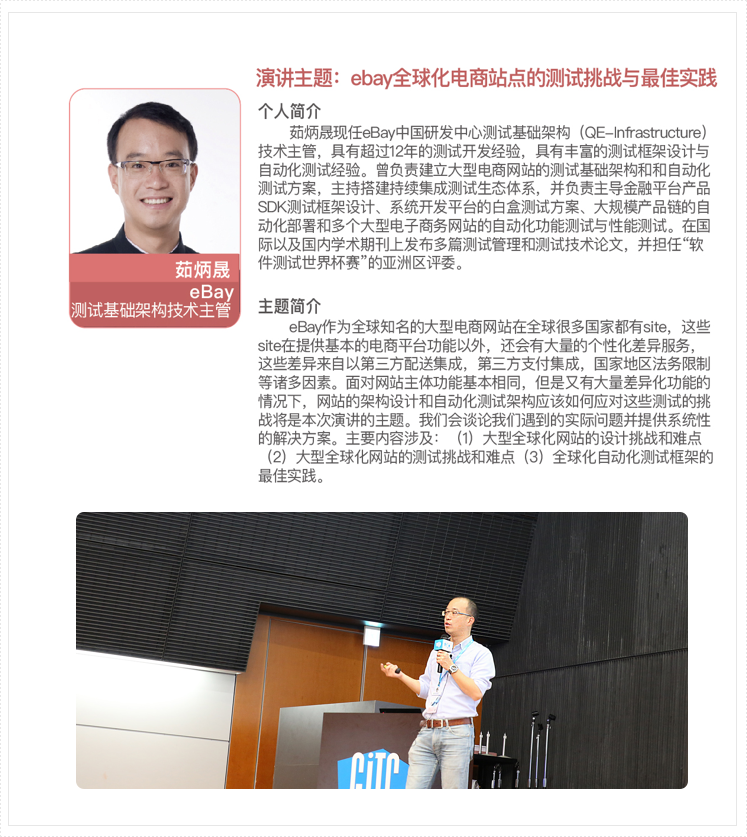 演讲主题：ebay全球化电商站点的测试挑战与最佳实践
个人简介
茹炳晟现任eBay中国研发中心测试基础架构（QE-Infrastructure）
技术主管，具有超过12年的测试开发经验，具有丰富的测试框架设计与
自动化测试经验。曾负责建立大型电商网站的测试基础架构和和自动化
测试方案，主持搭建持续集成测试生态体系，并负责主导金融平台产品
SDK测试框架设计、系统开发平台的白盒测试方案、大规模产品链的自
动化部署和多个大型电子商务网站的自动化功能测试与性能测试。在国
际以及国内学术期刊上发布多篇测试管理和测试技术论文，并担任“软
件测试世界杯赛”的亚洲区评委。
茹炳晟
eBay
测试基础架构技术主管
主题简介
eBay作为全球知名的大型电商网站在全球很多国家都有site，这些
site在提供基本的电商平台功能以外，还会有大量的个性化差异服务，
这些差异来自以第三方配送集成，第三方支付集成，国家地区法务限制
等诸多因素。面对网站主体功能基本相同，但是又有大量差异化功能的
情况下，网站的架构设计和自动化测试架构应该如何应对这些测试的挑
战将是本次演讲的主题。我们会谈论我们遇到的实际问题并提供系统性
的解决方案。主要内容涉及：（1）大型全球化网站的设计挑战和难点
（2）大型全球化网站的测试挑战和难点（3）全球化自动化测试框架的
最佳实践。
CiTC